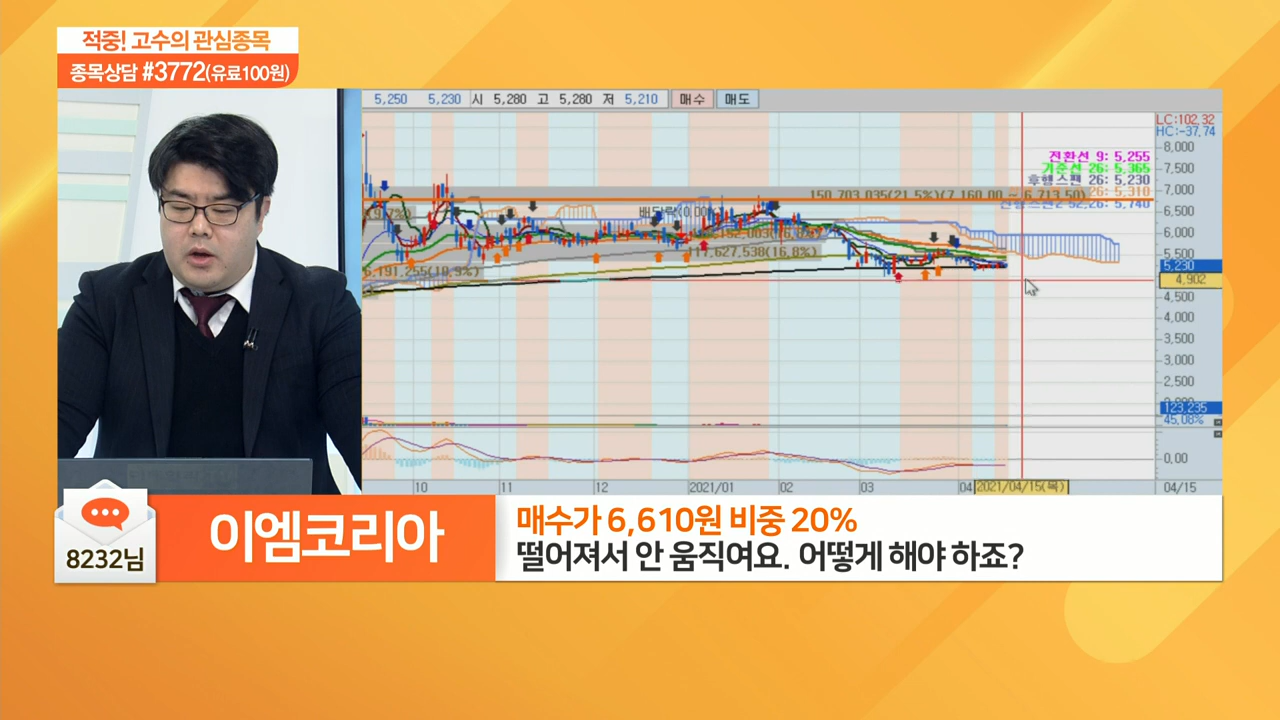 적중! 고수의 관심종목
종목상담 #3772(유료100원)
5,250 5,230 시 5,280 고 5,280 저 5,210 매수 매도
LC:102,32
HC:-37,74
8,000
전환선 9: 5,255
기준선 26: 5,365
7,500
후행스팬 26: 5,230
7,000
150,703,035(21.5%)(7,160.00 ~ 6,713.50)
6,500
6,000
17,627,538(16.8%)
5,500
5,230
6,191,255(19.9%)
4,902
4,500
4,000
3,500
3,000
2,500
123,235
45,08%
0,00
10 11 12 2021/01 02 03 04 2021/04/15(목) 04/15
8232님
이엠코리아
매수가 6,610원 비중 20%
떨어져서 안 움직여요. 어떻게 해야 하죠?